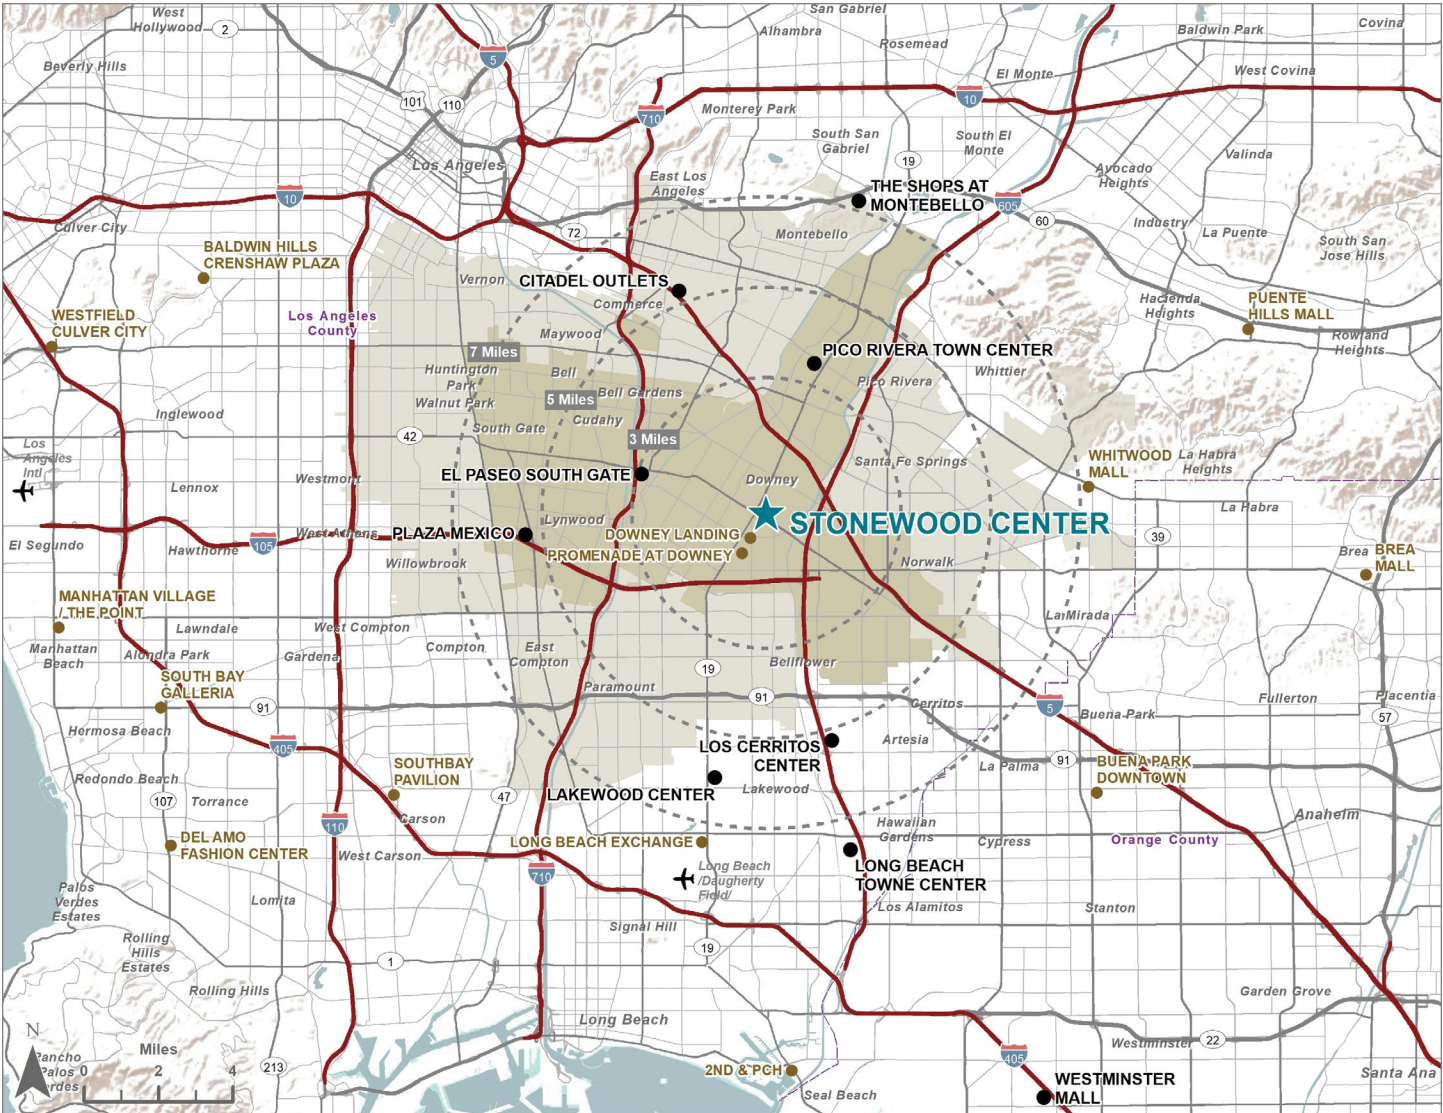 West
Hollywood
2
San Gabriel
Covina
Alhambra
Baldwin Park
Rosemead
5
Beverly Hills
El Monte
West Covina
101
110
710
10
Monterey Park
South San
Gabriel
South El
Monte
Los Angeles
19
Valinda
Avocado
Heights
East Los
Angeles
THE SHOPS AT
MONTEBELLO
10
605
60
Industry
Culver City
72
Montebello
La Puente
South San
Jose Hills
BALDWIN HILLS
CRENSHAW PLAZA
Vernon
CITADEL OUTLETS
Commerce
Hacienda
Heights
PUENTE
HILLS MALL
WESTFIELD
CULVER CITY
Los Angeles
County
Maywood
Rowland
Heights
7 Miles
PICO RIVERA TOWN CENTER
Huntington
Park
Bell
Whittier
Pico Rivera
Walnut Park
5 Miles
Bell Gardens
Inglewood
Cudahy
South Gate
42
3 Miles
Los
Angeles
Intl
WHITWOOD
MALL
La Habra
Heights
Santa Fe Springs
EL PASEO SOUTH GATE
Westmont
Downey
Lennox
La Habra
Lynwood
STONEWOOD CENTER
West Athens
PLAZA MEXICO
DOWNEY LANDING
39
El Segundo
Hawthorne
105
PROMENADE AT DOWNEY
Brea
BREA
MALL
Willowbrook
Norwalk
MANHATTAN VILLAGE
/ THE POINT
La Mirada
Lawndale
West Compton
Manhattan
Beach
Alondra Park
Gardena
Compton
East
Compton
19
Bellflower
SOUTH BAY
GALLERIA
Paramount
91
Cerritos
5
Fullerton
Placentia
91
Buena Park
57
Hermosa Beach
405
LOS CERRITOS
CENTER
Artesia
SOUTHBAY
PAVILION
La Palma
91
BUENA PARK
DOWNTOWN
Redondo Beach
LAKEWOOD CENTER
Lakewood
107
Torrance
47
Carson
110
Hawaiian
Gardens
Anaheim
DEL AMO
FASHION CENTER
LONG BEACH EXCHANGE
Cypress
Orange County
West Carson
710
Long Beach
/Daugherty
Field/
LONG BEACH
TOWNE CENTER
Palos
Verdes
Estates
Lomita
Los Alamitos
Stanton
Signal Hill
Rolling
Hills
Estates
19
1
Rolling Hills
Garden Grove
Long Beach
N
Miles
Westminster
22
405
Rancho
Palos
Verdes
0
2
4
213
2ND & PCH
WESTMINSTER
MALL
Santa Ana
Seal Beach